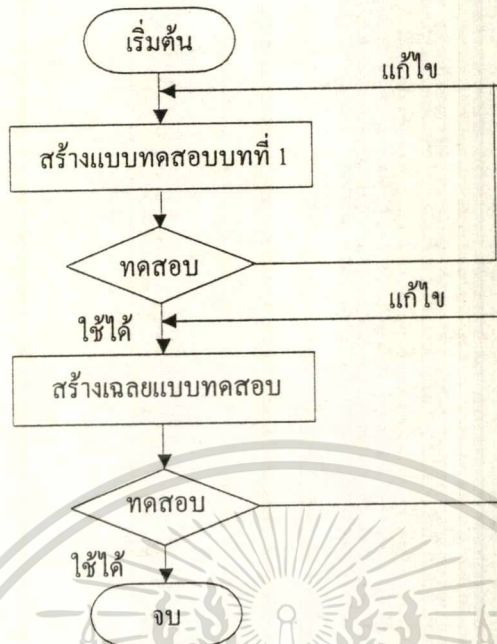 เริ่มต้น
แก้ไข
สร้างแบบทดสอบบทที่ 1
ทดสอบ
แก้ไข
ใช้ได้
สร้างเฉลยแบบทดสอบ
ทดสอบ
ใช้ได้
จบ